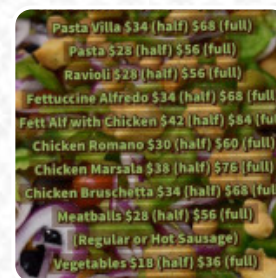 Pasta Villa $34 (half) $68 (full)
Pasta $28 (half) $56 (full)
Ravioli $28 (half) $56 (full)
Fettuccine Alfredo $34 (half) $68 (full
Fett Alf with Chicken $42 (half) $84 (ful
Chicken Romano $30 (half) $60 (full)
Chicken Marsala $38 (half) $76 (full)
Chicken Bruschetta $34 (half) $68 (ful
Meatballs $28 (half) $56 (full)
(Regular or Hot Sausage)
Vegetables $18 (half) $36 (full)